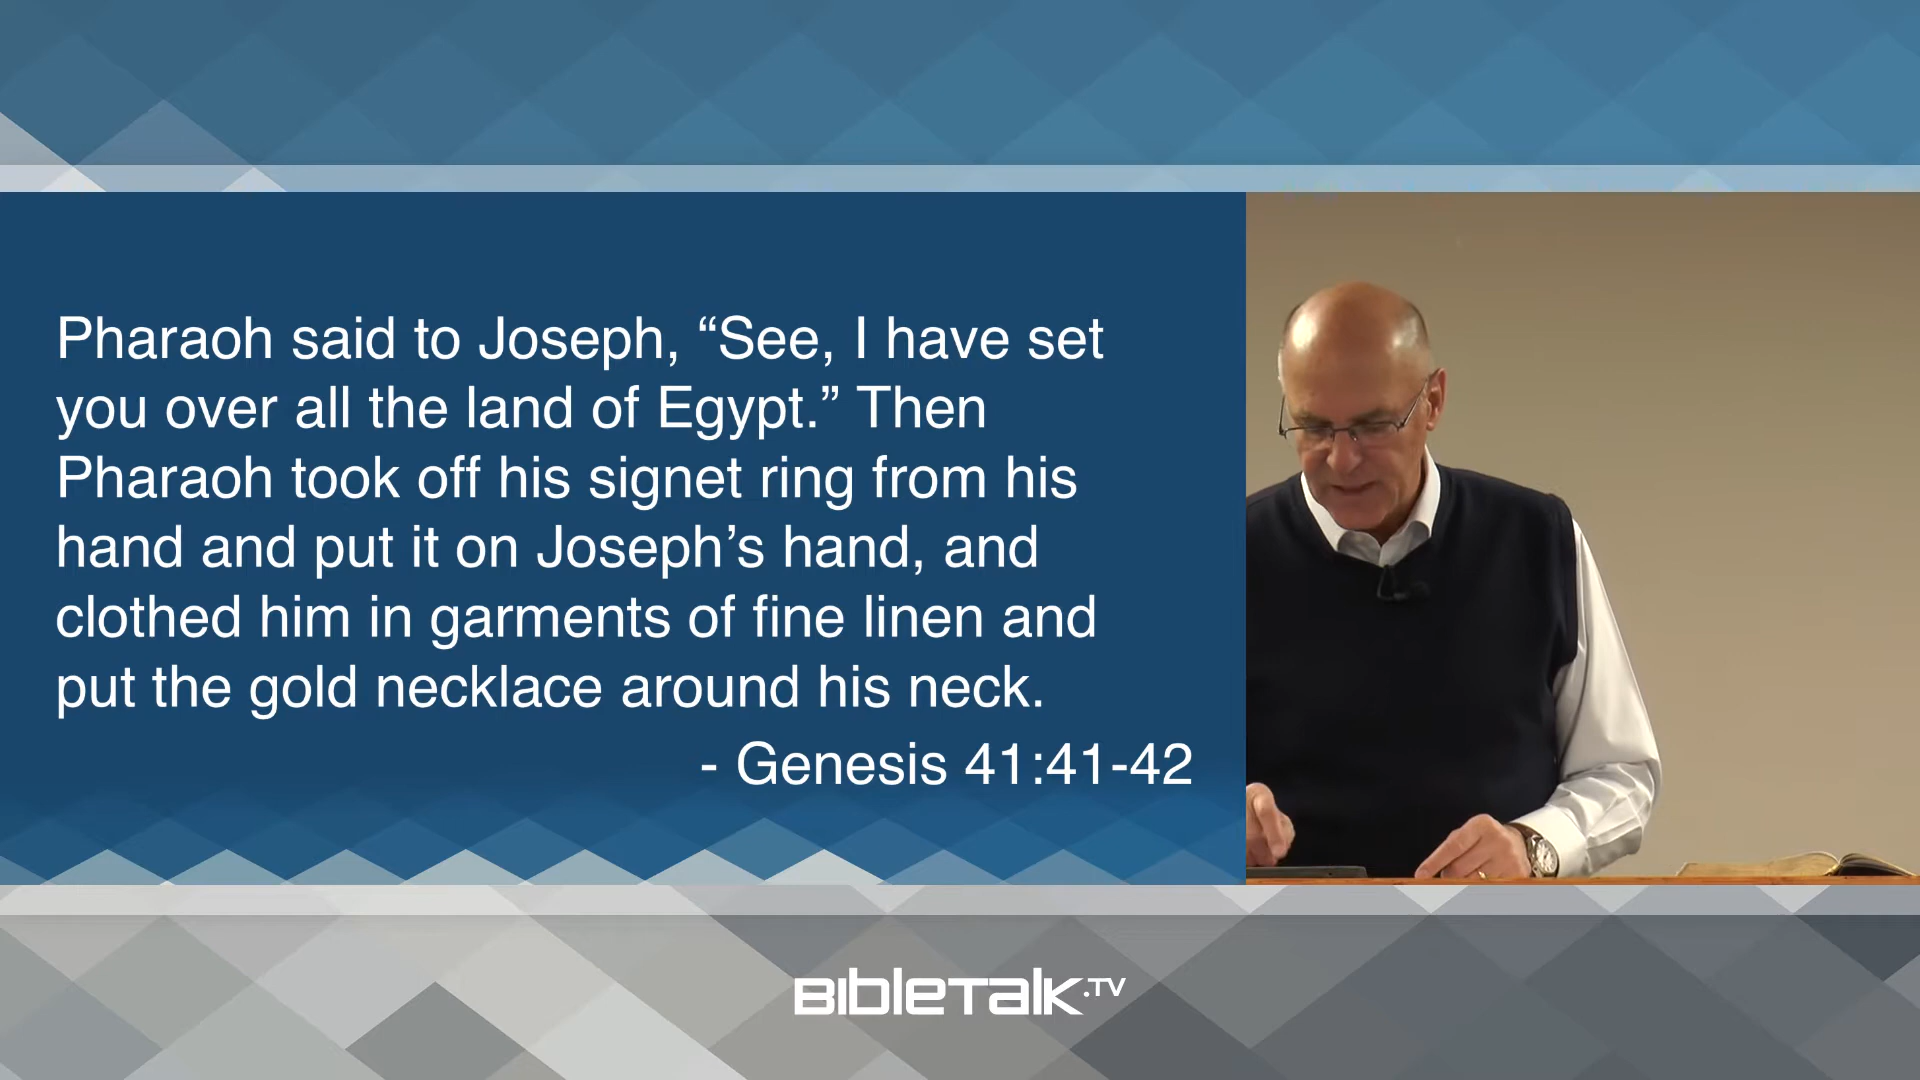 Pharaoh said to Joseph, “See, I have set
you over all the land of Egypt.” Then
Pharaoh took off his signet ring from his
hand and put it on Joseph’s hand, and
clothed him in garments of fine linen and
put the gold necklace around his neck.
- Genesis 41:41-42
BibleTalk.TV